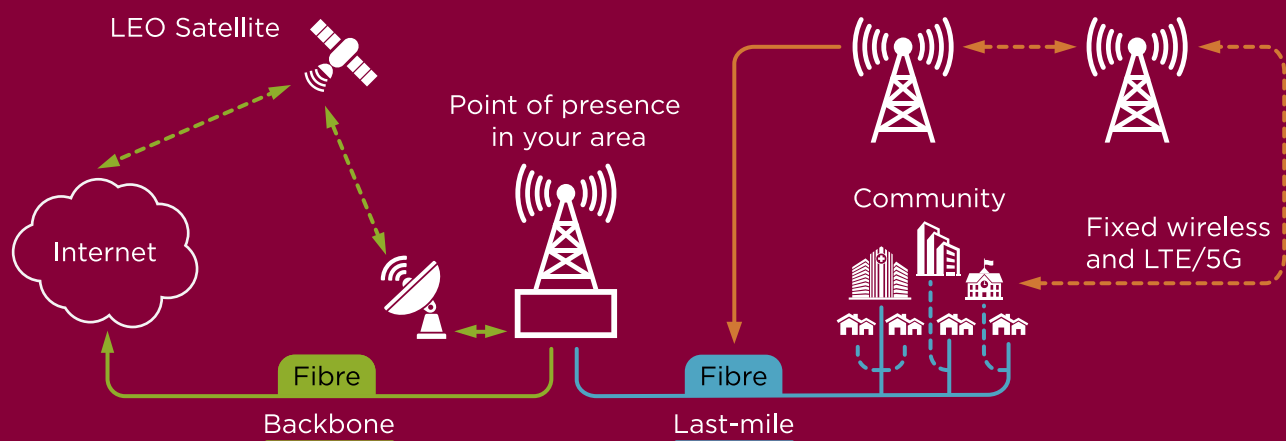 LEO Satellite
Point of presence
in your area
Internet
Community
Fixed wireless
and LTE/5G
Fibre
Fibre
Backbone
Last-mile